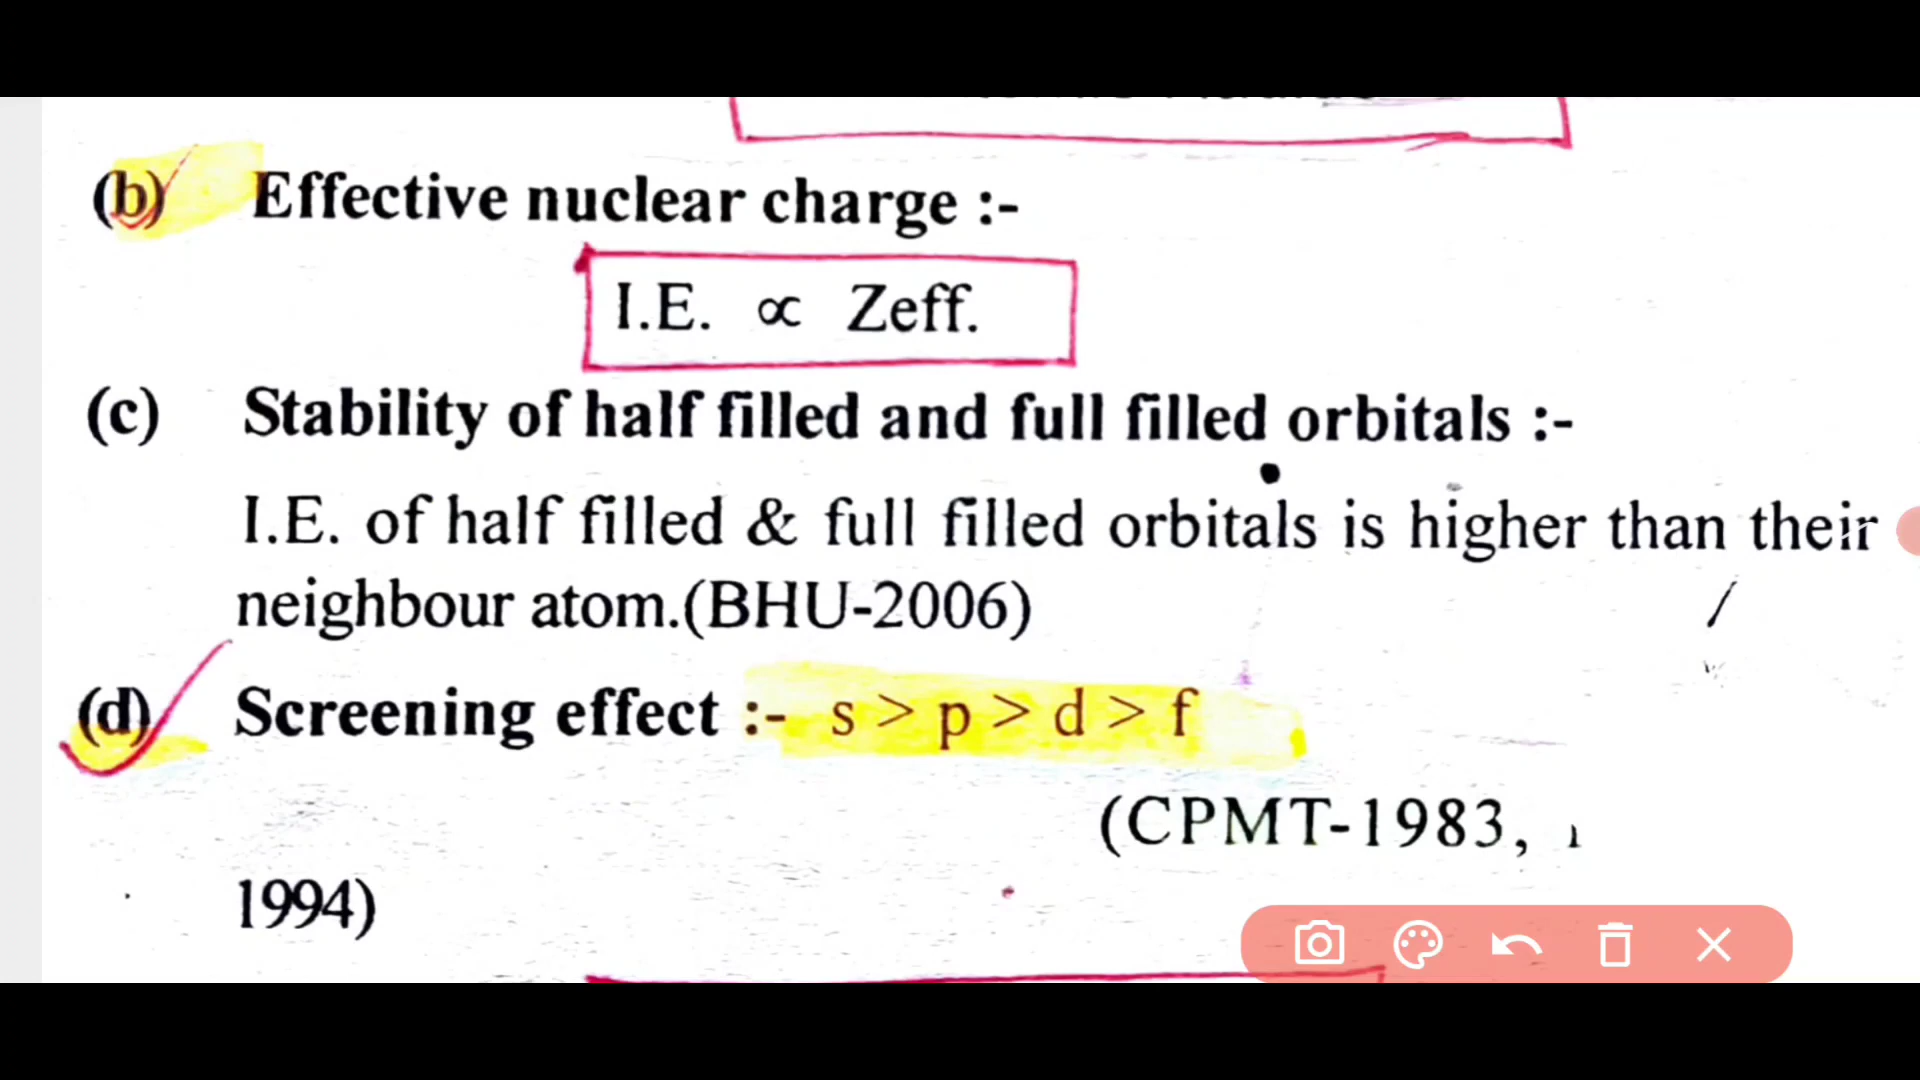 (b) Effective nuclear charge :-
I.E. ∝ Zeff.
(c) Stability of half filled and full filled orbitals :-
I.E. of half filled & full filled orbitals is higher than their
neighbour atom.(BHU-2006)
(d) Screening effect :- s > p > d > f
(CPMT-1983,
1994)